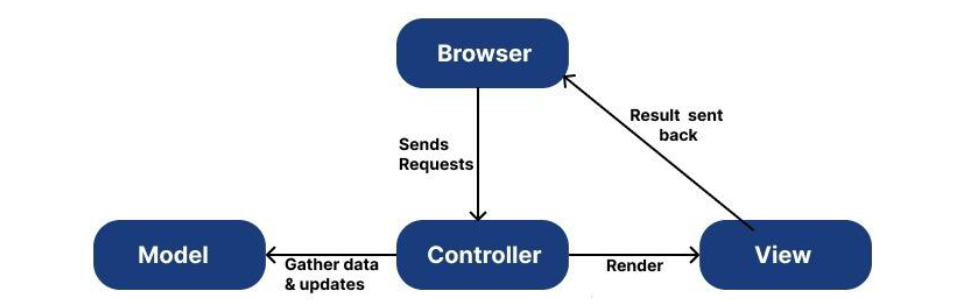 Browser
Result sent
back
Sends
Requests
Model
Controller
View
Gather data
& updates
Render